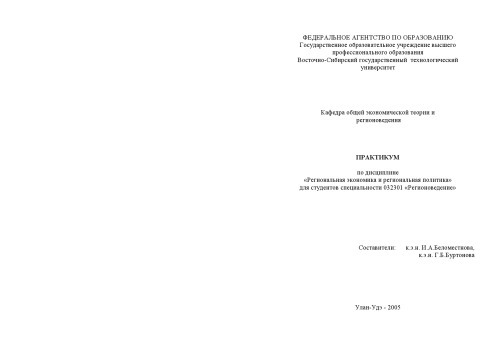 ФЕДЕРАЛЬНОЕ АГЕНТСТВО ПО ОБРАЗОВАНИЮ
Государственное образовательное учреждение высшего
профессионального образования
Восточно-Сибирский государственный технологический
университет
Кафедра общей экономической теории и
регионоведения
ПРАКТИКУМ
по дисциплине
«Региональная экономика и региональная политика»
для студентов специальности 032301 «Регионоведение»
Составители: к.э.н. И.А.Беломестнова,
к.э.н. Г.Б.Буртонова
Улан-Удэ - 2005